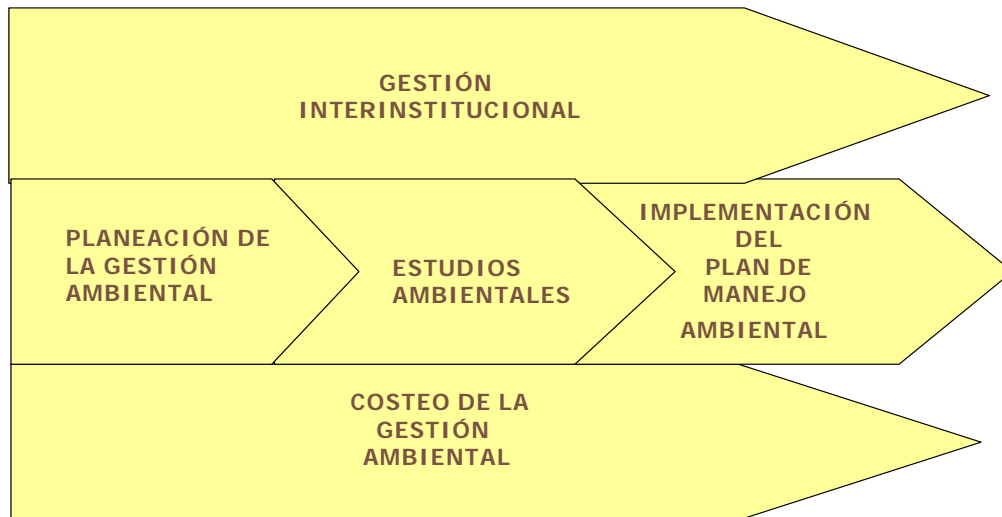 GESTIÓN
INTERINSTITUCIONAL
PLANEACIÓN DE
LA GESTIÓN
AMBIENTAL
ESTUDIOS
AMBIENTALES
IMPLEMENTACIÓN
DEL
PLAN DE
MANEJO
AMBIENTAL
COSTEO DE LA
GESTIÓN
AMBIENTAL